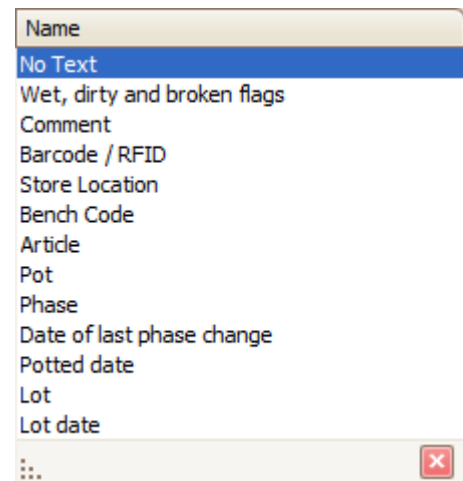 Name
No Text
Wet, dirty and broken flags
Comment
Barcode / RFID
Store Location
Bench Code
Article
Pot
Phase
Date of last phase change
Potted date
Lot
Lot date